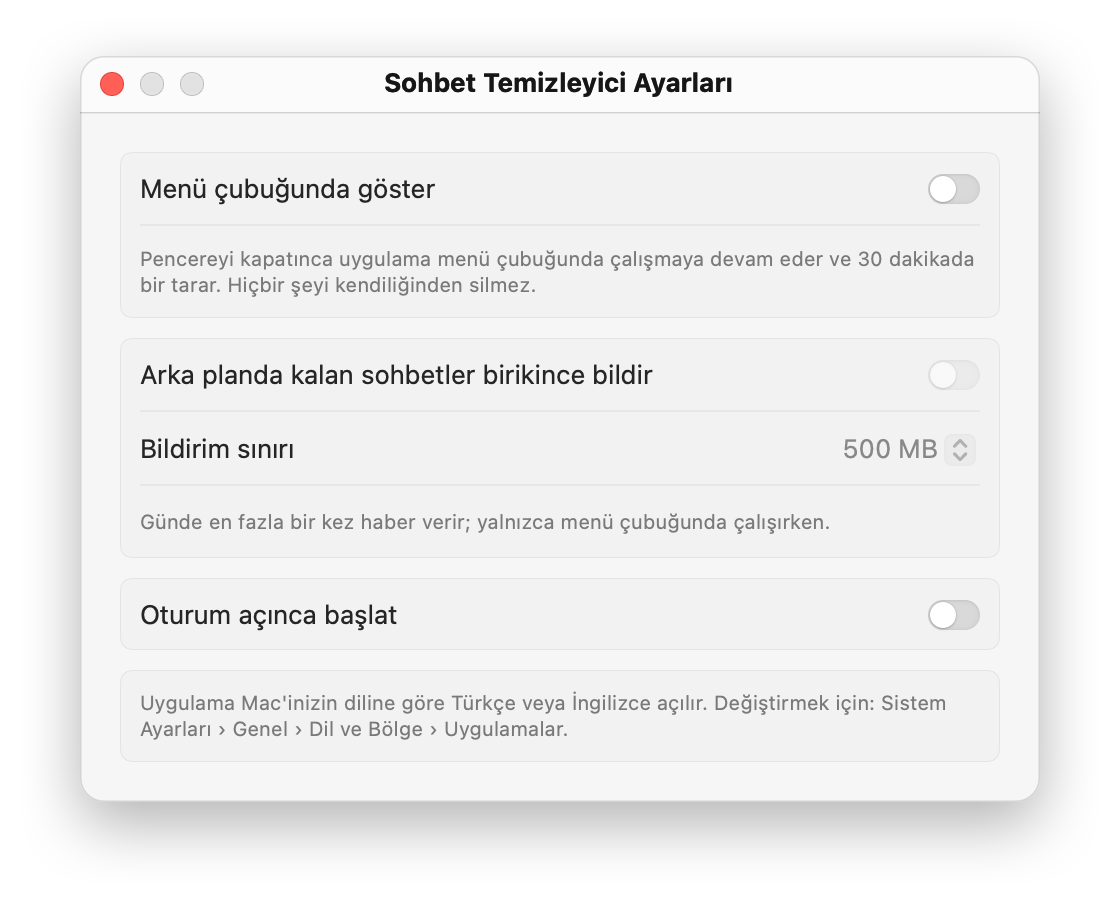 Sohbet Temizleyici Ayarları
Menü çubuğunda göster
Pencereyi kapatınca uygulama menü çubuğunda çalışmaya devam eder ve 30 dakikada
bir tarar. Hiçbir şeyi kendiliğinden silmez.
Arka planda kalan sohbetler birikince bildir
Bildirim sınırı
500 MB
Günde en fazla bir kez haber verir; yalnızca menü çubuğunda çalışırken.
Oturum açınca başlat
Uygulama Mac'inizin diline göre Türkçe veya İngilizce açılır. Değiştirmek için: Sistem
Ayarları › Genel › Dil ve Bölge › Uygulamalar.